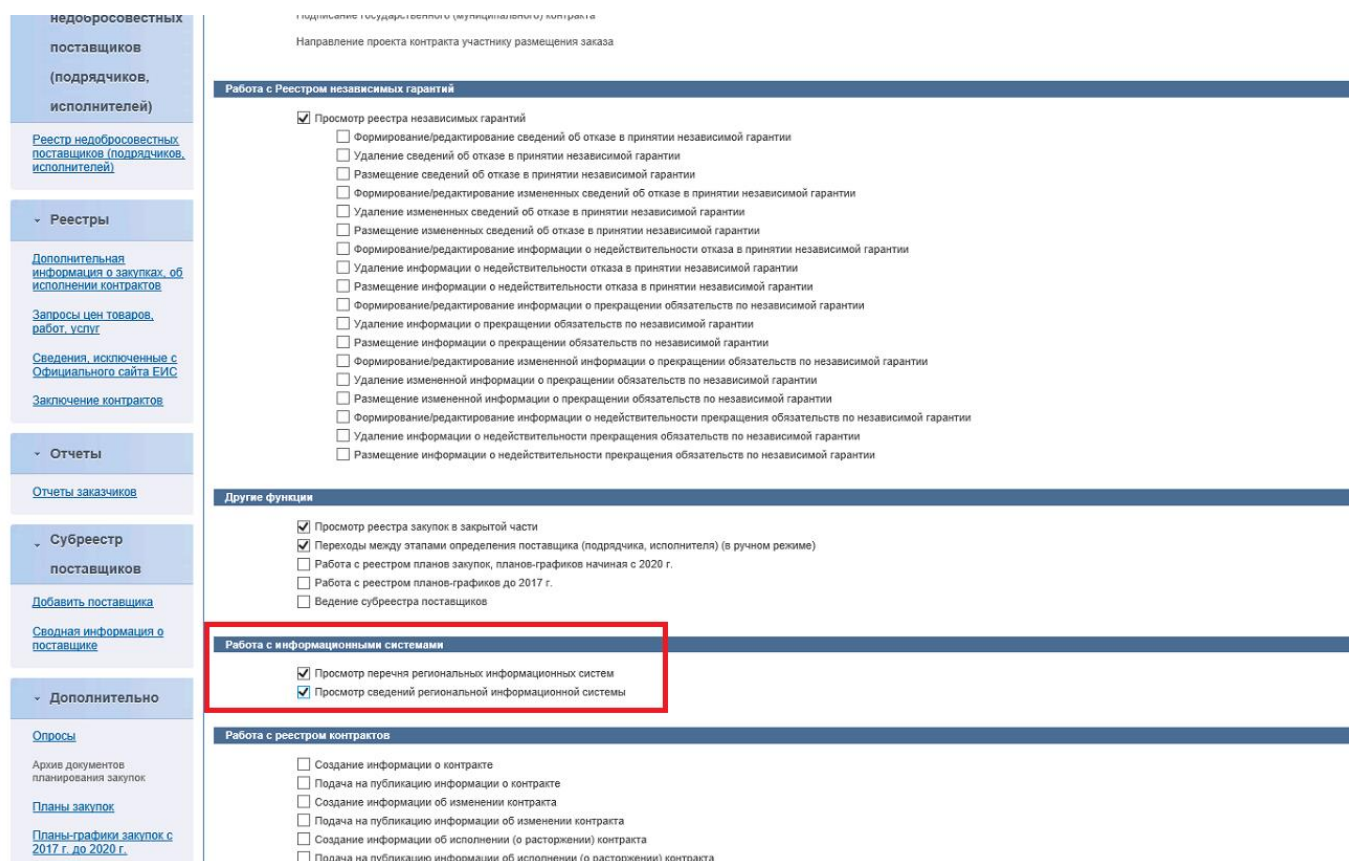 недобросовестных
поставщиков
(подрядчиков,
исполнителей)
Реестр недобросовестных
поставщиков (подрядчиков,
исполнителей)
Реестры
Дополнительная
информация о закупках, об
исполнении контрактов
Запросы цен товаров,
работ, услуг
Сведения, исключенные с
Официального сайта ЕИС
Заключение контрактов
Отчеты
Отчеты заказчиков
Субреестр
поставщиков
Добавить поставщика
Сводная информация о
поставщике
Дополнительно
Опросы
Архив документов
планирования закупок
Планы закупок
Планы-графики закупок с
2017 г. до 2020 г.
Подписание государственного (муниципального) контракта
Направление проекта контракта участнику размещения заказа
Работа с Реестром независимых гарантий
Просмотр реестра независимых гарантий
Формирование/редактирование сведений об отказе в принятии независимой гарантии
Удаление сведений об отказе в принятии независимой гарантии
Размещение сведений об отказе в принятии независимой гарантии
Формирование/редактирование измененных сведений об отказе в принятии независимой гарантии
Удаление измененных сведений об отказе в принятии независимой гарантии
Размещение измененных сведений об отказе в принятии независимой гарантии
Формирование/редактирование информации о недействительности отказа в принятии независимой гарантии
Удаление информации о недействительности отказа в принятии независимой гарантии
Размещение информации о недействительности отказа в принятии независимой гарантии
Формирование/редактирование информации о прекращении обязательств по независимой гарантии
Удаление информации о прекращении обязательств по независимой гарантии
Размещение информации о прекращении обязательств по независимой гарантии
Формирование/редактирование измененной информации о прекращении обязательств по независимой гарантии
Удаление измененной информации о прекращении обязательств по независимой гарантии
Размещение измененной информации о прекращении обязательств по независимой гарантии
Формирование/редактирование информации о недействительности прекращения обязательств по независимой гарантии
Удаление информации о недействительности прекращения обязательств по независимой гарантии
Размещение информации о недействительности прекращения обязательств по независимой гарантии
Другие функции
Просмотр реестра закупок в закрытой части
Переходы между этапами определения поставщика (подрядчика, исполнителя) (в ручном режиме)
Работа с реестром планов закупок, планов-графиков начиная с 2020 г.
Работа с реестром планов-графиков до 2017 г.
Ведение субреестра поставщиков
Работа с информационными системами
Просмотр перечня региональных информационных систем
Просмотр сведений региональной информационной системы
Работа с реестром контрактов
Создание информации о контракте
Подача на публикацию информации о контракте
Создание информации об изменении контракта
Подача на публикацию информации об изменении контракта
Создание информации об исполнении (о расторжении) контракта
Подача на публикацию информации об исполнении (о расторжении) контракта